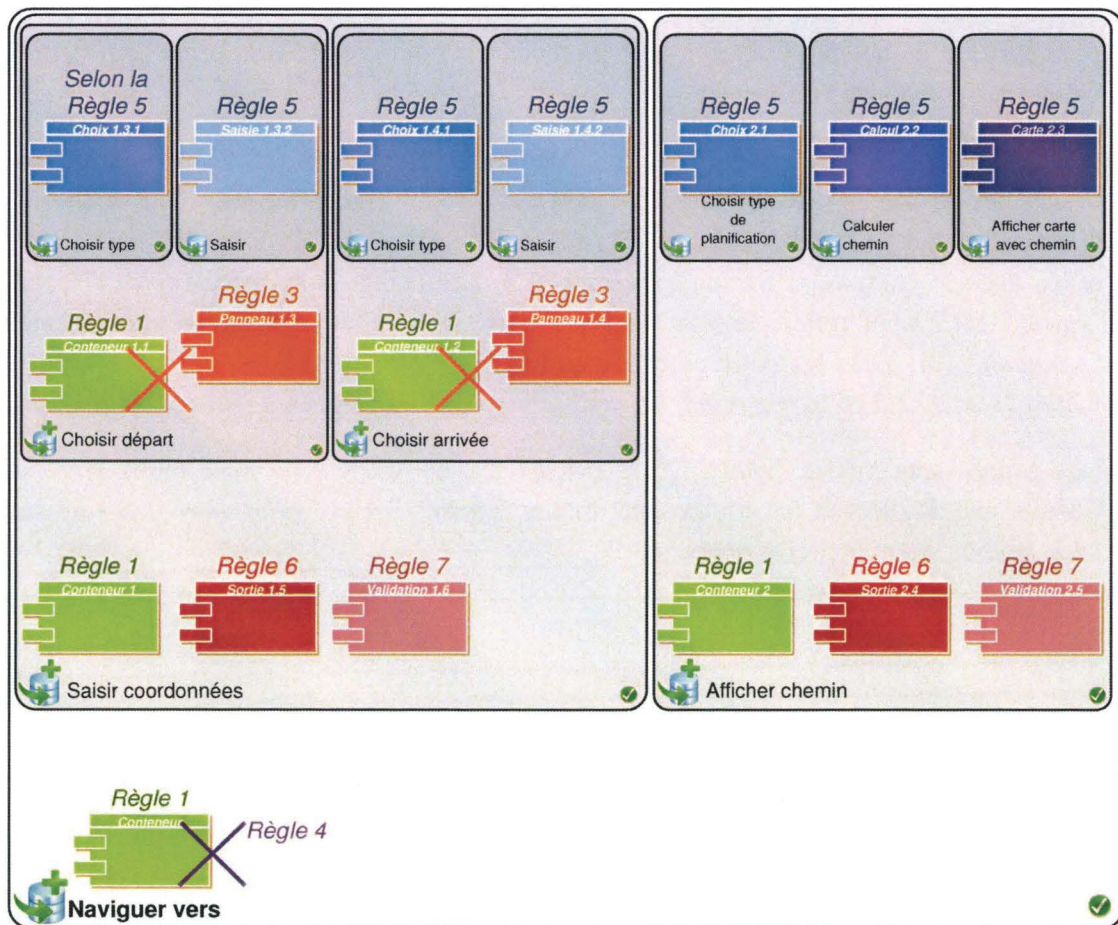 Selon la
Règle 5
Choix 1.3.1
Choisir type
Règle 5
Saisie 1.3.2
Saisir
Règle 5
Choix 1.4.1
Choisir type
Règle 5
Saisie 1.4.2
Saisir
Règle 5
Choix 2.1
Choisir type
de
planification
Règle 5
Calcul 2.2
Calculer
chemin
Règle 5
Carte 2.3
Afficher carte
avec chemin
Règle 1
Conteneur 1.1
Règle 3
Panneau 1.3
Choisir départ
Règle 1
Conteneur 1.2
Règle 3
Panneau 1.4
Choisir arrivée
Règle 1
Conteneur 1
Règle 6
Sortie 1.5
Règle 7
Validation 1.6
Saisir coordonnées
Règle 1
Conteneur 2
Règle 6
Sortie 2.4
Règle 7
Validation 2.5
Afficher chemin
Règle 1
Conteneur
Règle 4
Naviguer vers